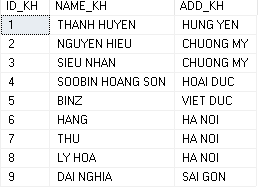 ID_KH NAME_KH ADD_KH
1 THANH HUYEN HUNG YEN
2 NGUYEN HIEU CHUONG MY
3 SIEU NHAN CHUONG MY
4 SOOBIN HOANG SON HOAI DUC
5 BINZ VIET DUC
6 HANG HA NOI
7 THU HA NOI
8 LY HOA HA NOI
9 DAI NGHIA SAI GON